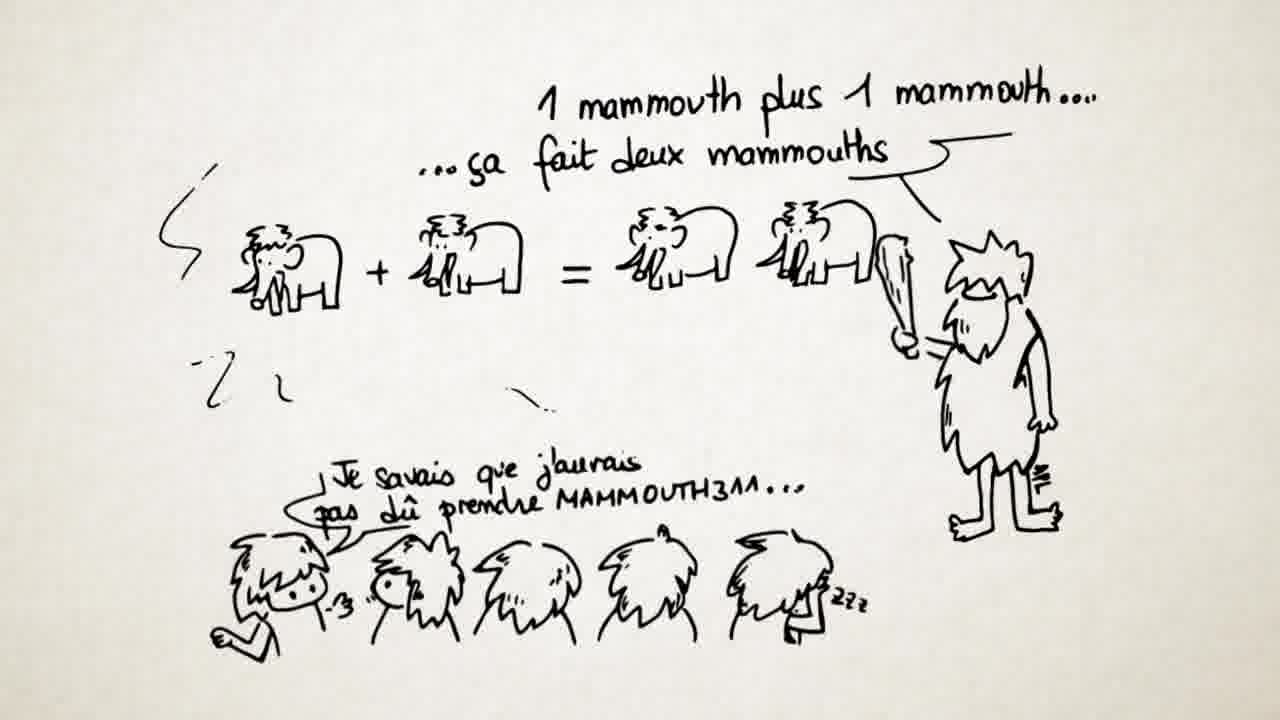 1 mammouth plus 1 mammouth....
...ça fait deux mammouths
+ =
Je savais que j'aurais
pas dû prendre MAMMOUTH311...
zzz